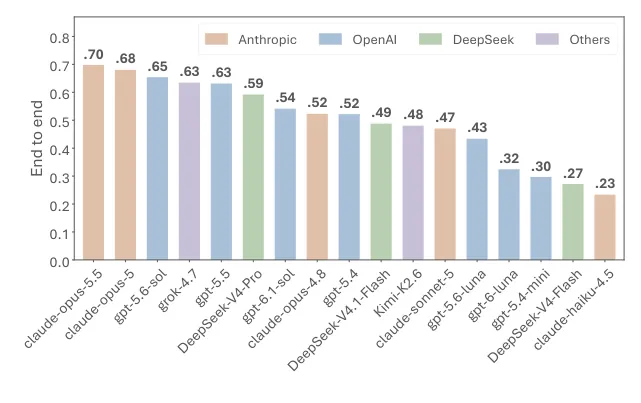 End to end
0.8
0.7
0.6
0.5
0.4
0.3
0.2
0.1
0.0
Anthropic OpenAI DeepSeek Others
.70 .68 .65 .63 .63 .59 .54 .52 .52 .49 .48 .47 .43 .32 .30 .27 .23
claude-opus-5.5
claude-opus-5
gpt-5.6-sol
grok-4.7
gpt-5.5
DeepSeek-V4-Pro
gpt-6.1-sol
claude-opus-4.8
gpt-5.4
DeepSeek-V4.1-Flash
Kimi-K2.6
claude-sonnet-5
gpt-5.6-luna
gpt-6-luna
gpt-5.4-mini
DeepSeek-V4-Flash
claude-haiku-4.5